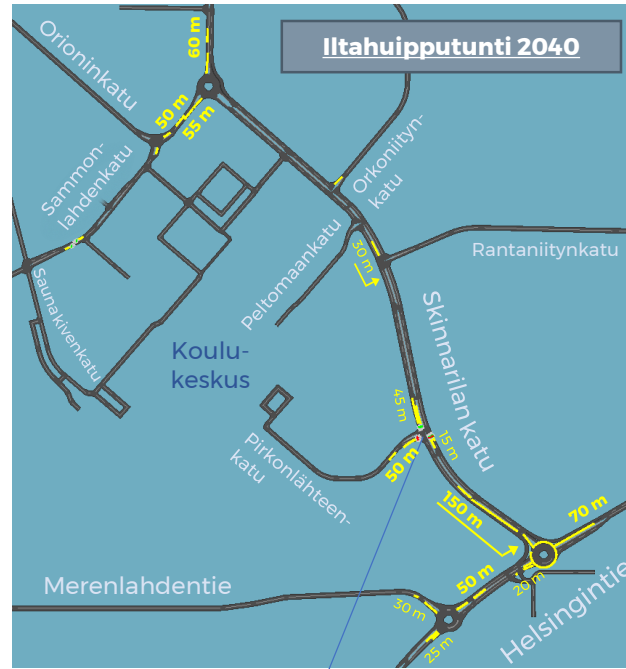 Iltahuipputunti 2040
60 m
Orioninkatu
50 m
55 m
Sammon-
lahdenkatu
Orkoniityn-
katu
Peltomaankatu
30 m
Rantaniitynkatu
Saunakivenkatu
Koulu-
keskus
Skinnarilankatu
45 m
15 m
50 m
Pirkonlähteen-
katu
150 m
70 m
50 m
20 m
Merenlahdentie
30 m
25 m
Helsingintie